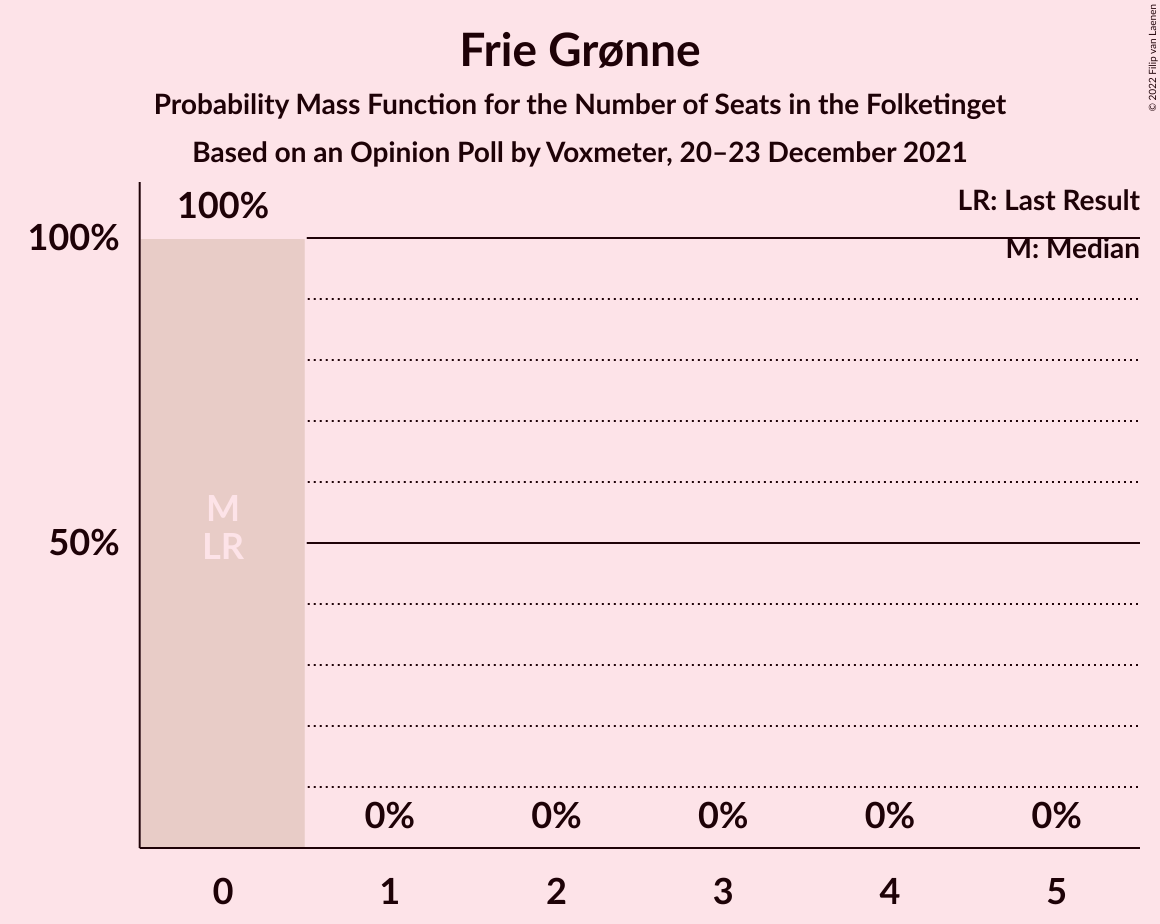 Frie Grønne
Probability Mass Function for the Number of Seats in the Folketinget
Based on an Opinion Poll by Voxmeter, 20–23 December 2021
© 2022 Filip van Laenen
LR: Last Result
M: Median
100%
100%
50%
M
LR
0% 0% 0% 0% 0%
0 1 2 3 4 5